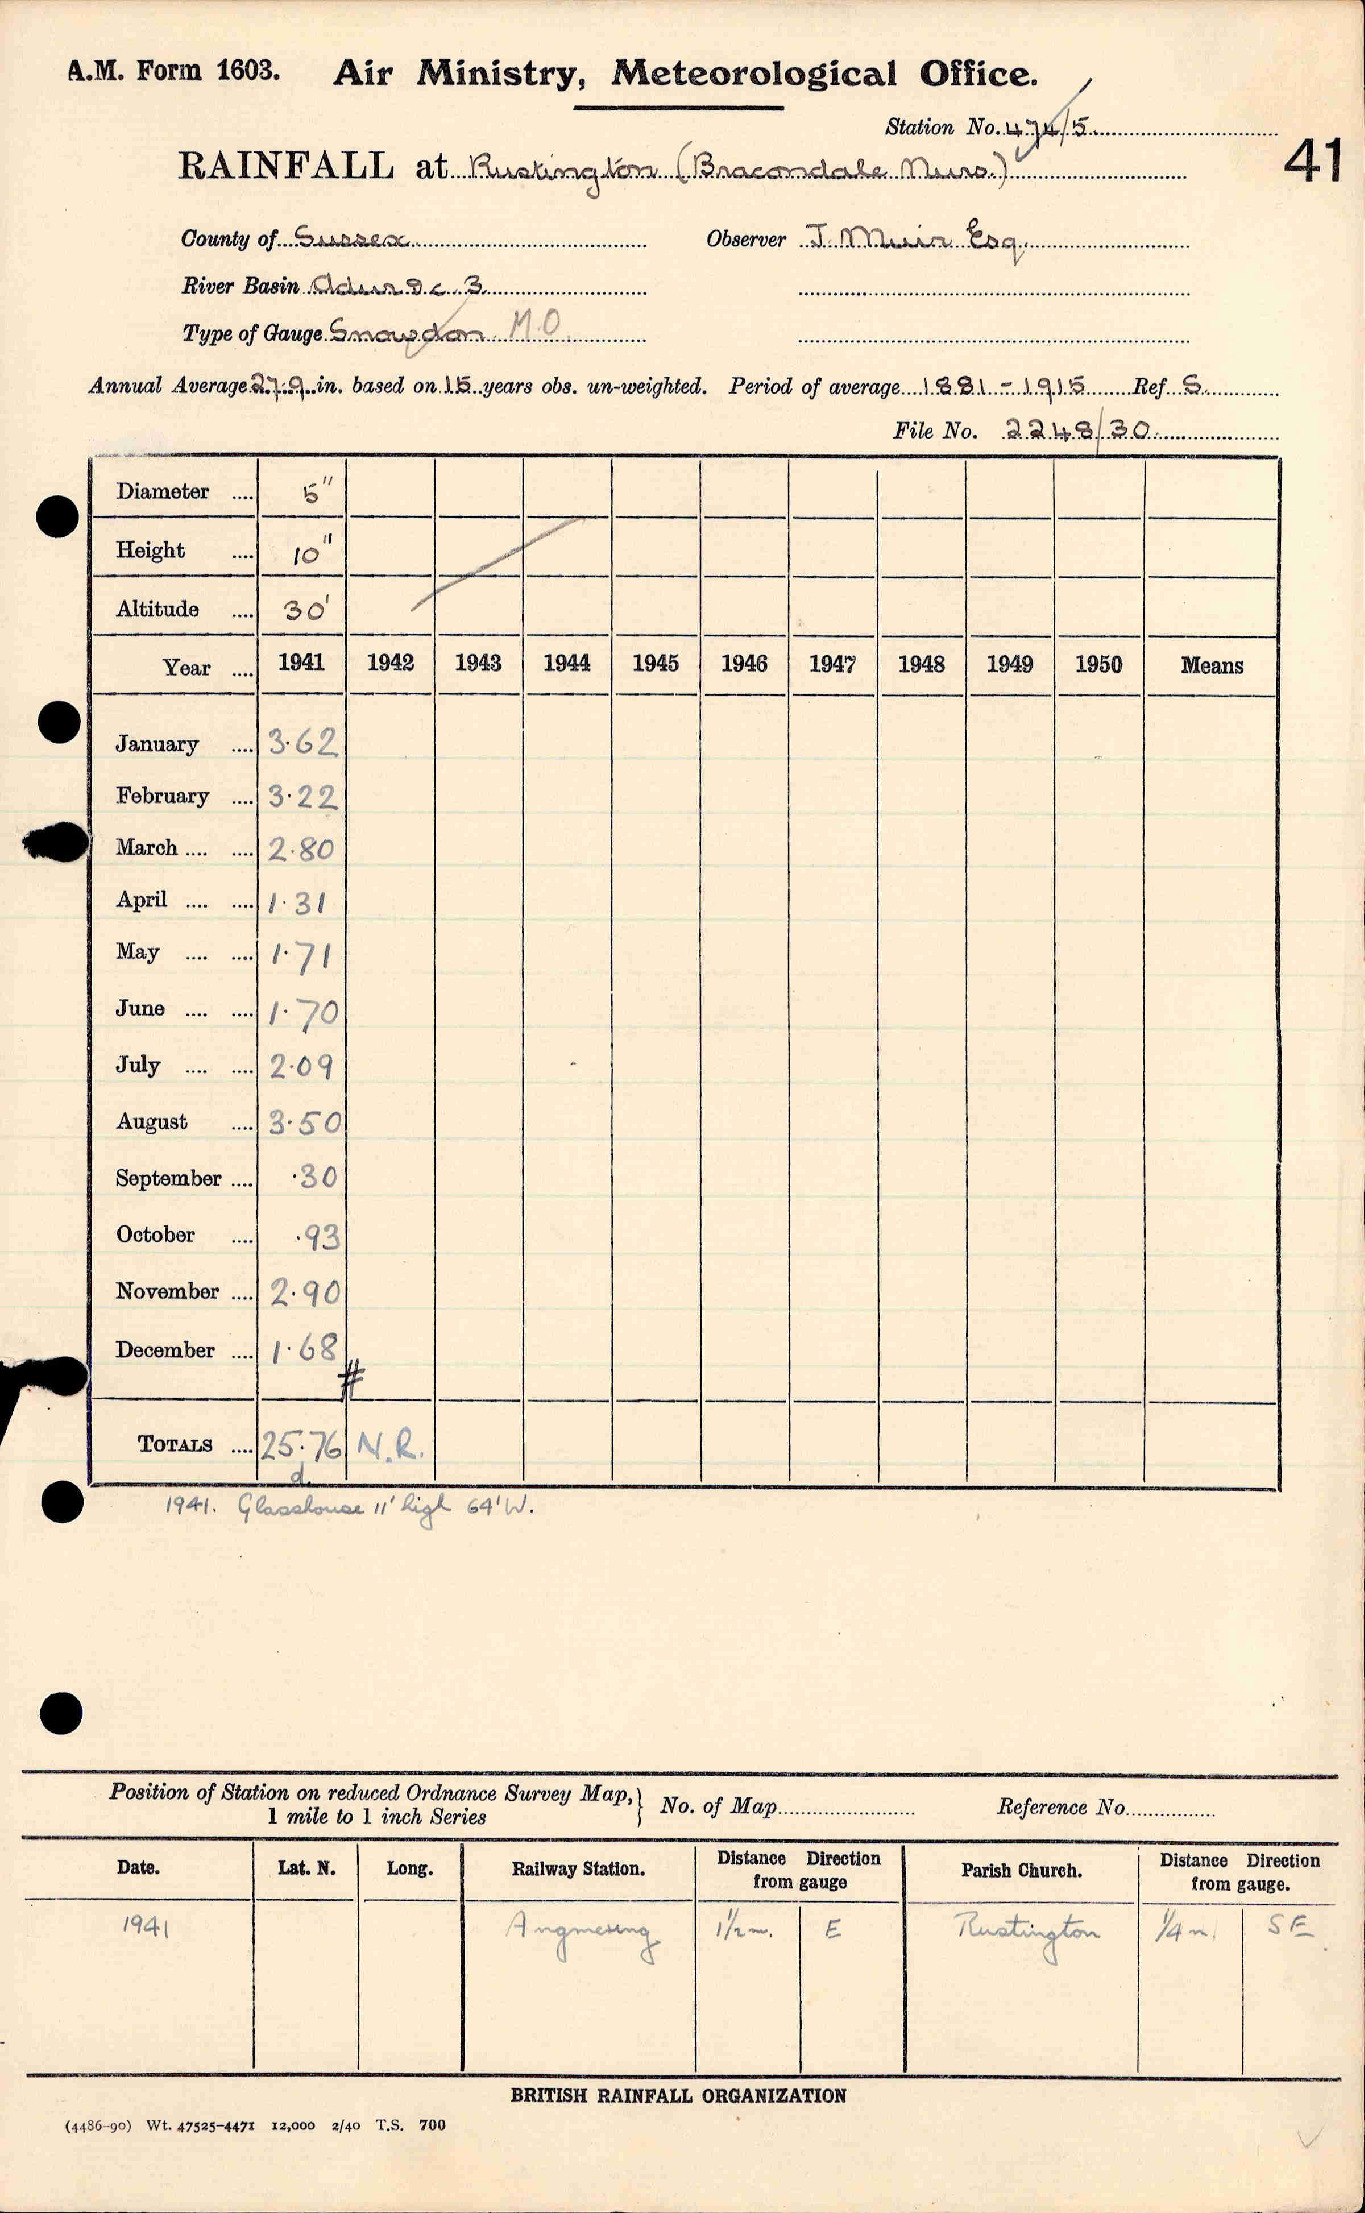 A.M. Form 1603. Air Ministry, Meteorological Office.
Station No. 474/5
41
RAINFALL at Rustington (Bracondale Nurs.)
County of Sussex Observer J. Muir Esq.
River Basin Adur &c 3
Type of Gauge Snowdon M.O.
Annual Average 27.9 in. based on 15 years obs. un-weighted. Period of average 1881-1915 Ref S.
File No. 2248/30
Diameter .... 5"
Height .... 10"
Altitude .... 30'
Year .... 1941 1942 1943 1944 1945 1946 1947 1948 1949 1950 Means
January .... 3.62
February .... 3.22
March .... .... 2.80
April .... .... 1.31
May .... .... 1.71
June .... .... 1.70
July .... .... 2.09
August .... 3.50
September .... .30
October .... .93
November .... 2.90
December .... 1.68
#
TOTALS .... 25.76 N.R.
d
1941. Glasshouse 11' high 64' W.
Position of Station on reduced Ordnance Survey Map, } No. of Map Reference No.
1 mile to 1 inch Series
Date. Lat. N. Long. Railway Station. Distance Direction from gauge Parish Church. Distance Direction from gauge.
1941 Angmering 1½ m. E Rustington ¼ m. SE
BRITISH RAINFALL ORGANIZATION
(4486-90) Wt. 47525-4471 12,000 2/40 T.S. 700